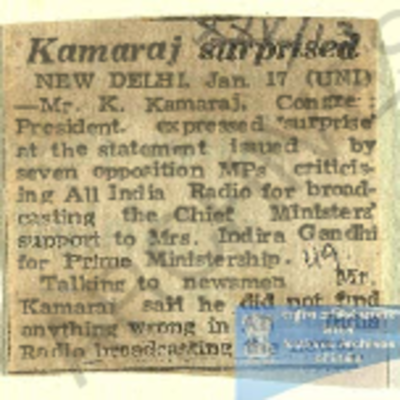 Kamaraj surprised
NEW DELHI, Jan. 17 (UNI)
—Mr. K. Kamaraj, Congress
President, expressed 'surprise'
at the statement issued by
seven opposition MPs criticis-
ing All India Radio for broad-
casting the Chief Ministers'
support to Mrs. Indira Gandhi
for Prime Ministership.
Talking to newsmen Mr.
Kamaraj said he did not find
anything wrong in India
Radio broadcasting the